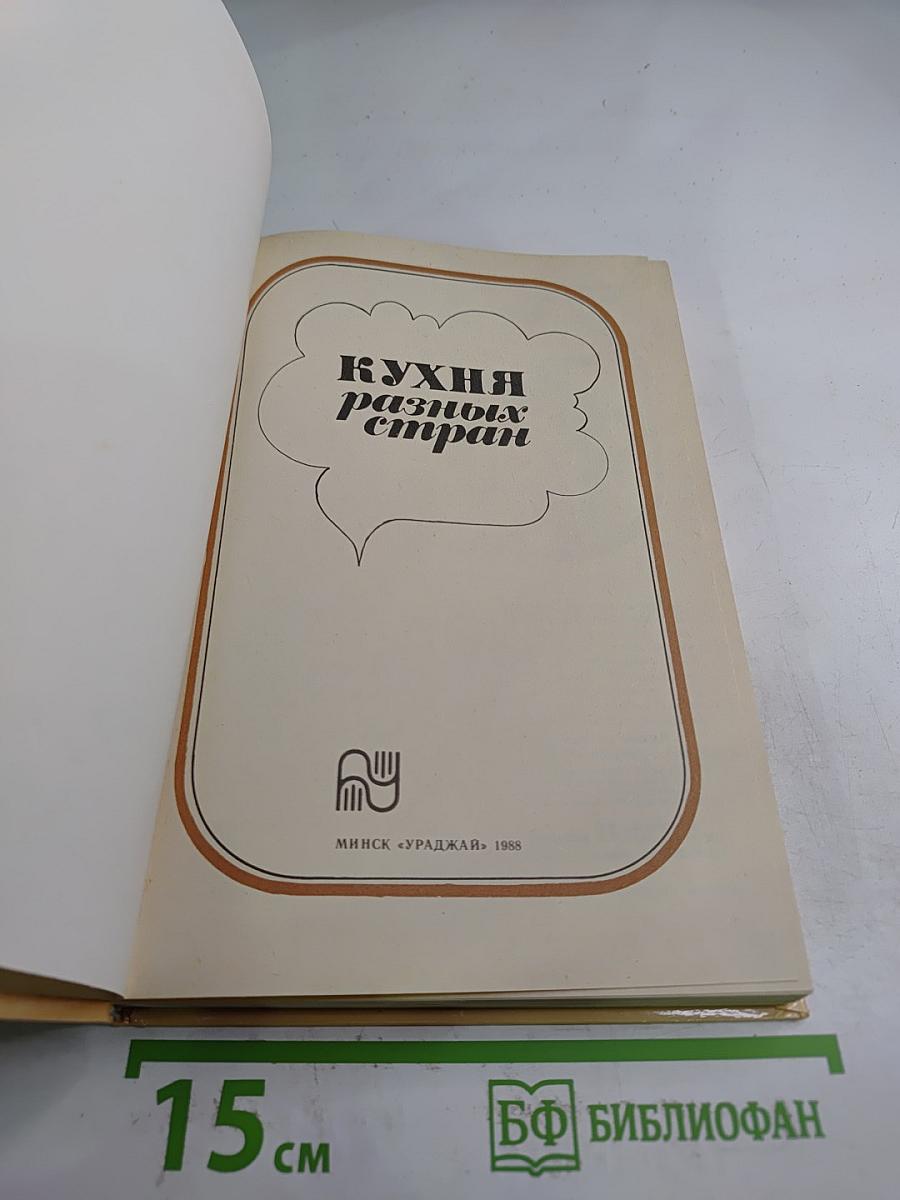 КУХНЯ
разных
стран
МИНСК «УРАДЖАЙ» 1988
15 см
БФ БИБЛИОФАН